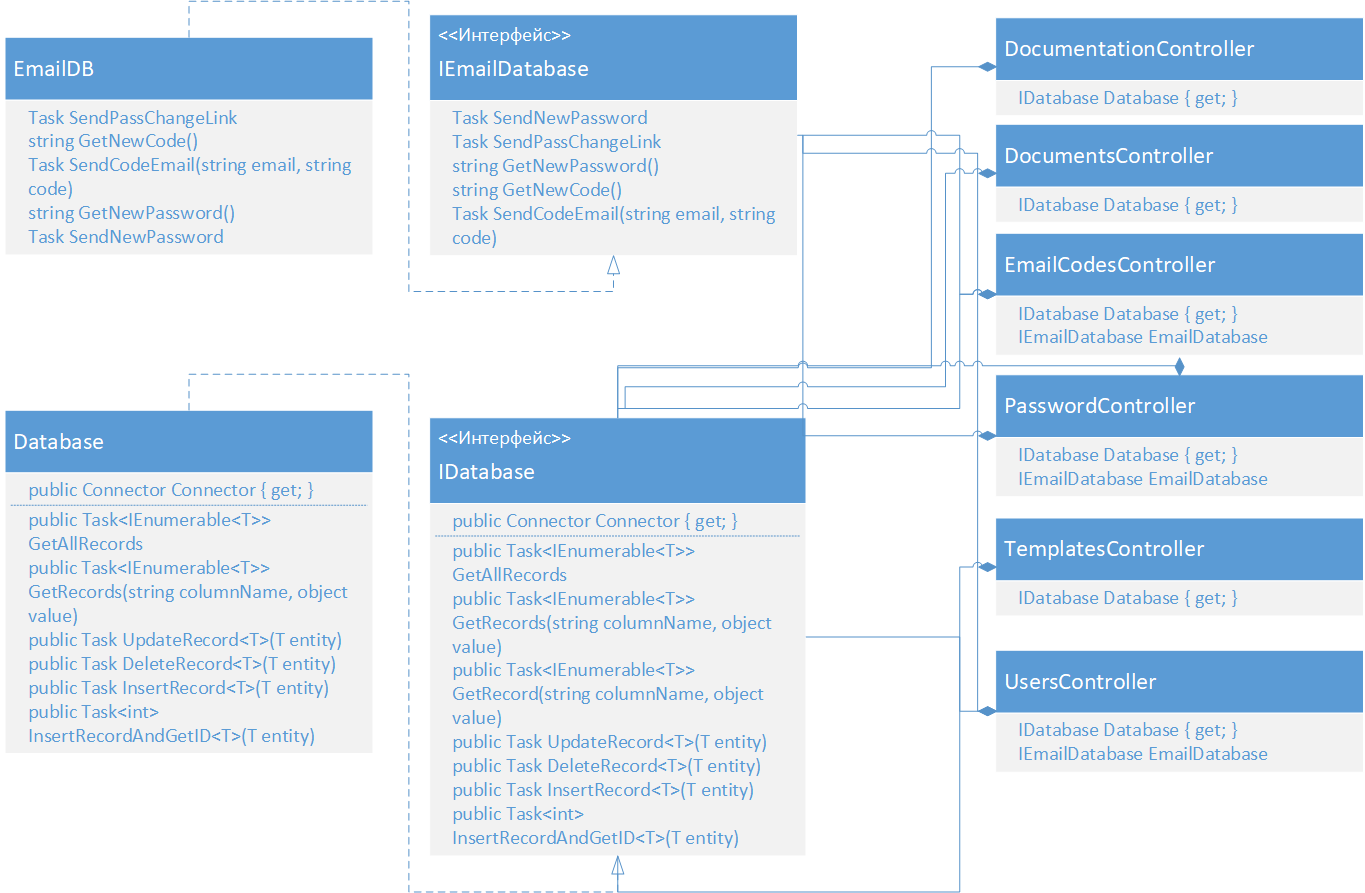 EmailDB
Task SendPassChangeLink
string GetNewCode()
Task SendCodeEmail(string email, string
code)
string GetNewPassword()
Task SendNewPassword
<<Интерфейс>>
IEmailDatabase
Task SendNewPassword
Task SendPassChangeLink
string GetNewPassword()
string GetNewCode()
Task SendCodeEmail(string email, string
code)
Database
public Connector Connector { get; }
public Task<IEnumerable<T>>
GetAllRecords
public Task<IEnumerable<T>>
GetRecords(string columnName, object
value)
public Task UpdateRecord<T>(T entity)
public Task DeleteRecord<T>(T entity)
public Task InsertRecord<T>(T entity)
public Task<int>
InsertRecordAndGetID<T>(T entity)
<<Интерфейс>>
IDatabase
public Connector Connector { get; }
public Task<IEnumerable<T>>
GetAllRecords
public Task<IEnumerable<T>>
GetRecords(string columnName, object
value)
public Task<IEnumerable<T>>
GetRecord(string columnName, object
value)
public Task UpdateRecord<T>(T entity)
public Task DeleteRecord<T>(T entity)
public Task InsertRecord<T>(T entity)
public Task<int>
InsertRecordAndGetID<T>(T entity)
DocumentationController
IDatabase Database { get; }
DocumentsController
IDatabase Database { get; }
EmailCodesController
IDatabase Database { get; }
IEmailDatabase EmailDatabase
PasswordController
IDatabase Database { get; }
IEmailDatabase EmailDatabase
TemplatesController
IDatabase Database { get; }
UsersController
IDatabase Database { get; }
IEmailDatabase EmailDatabase